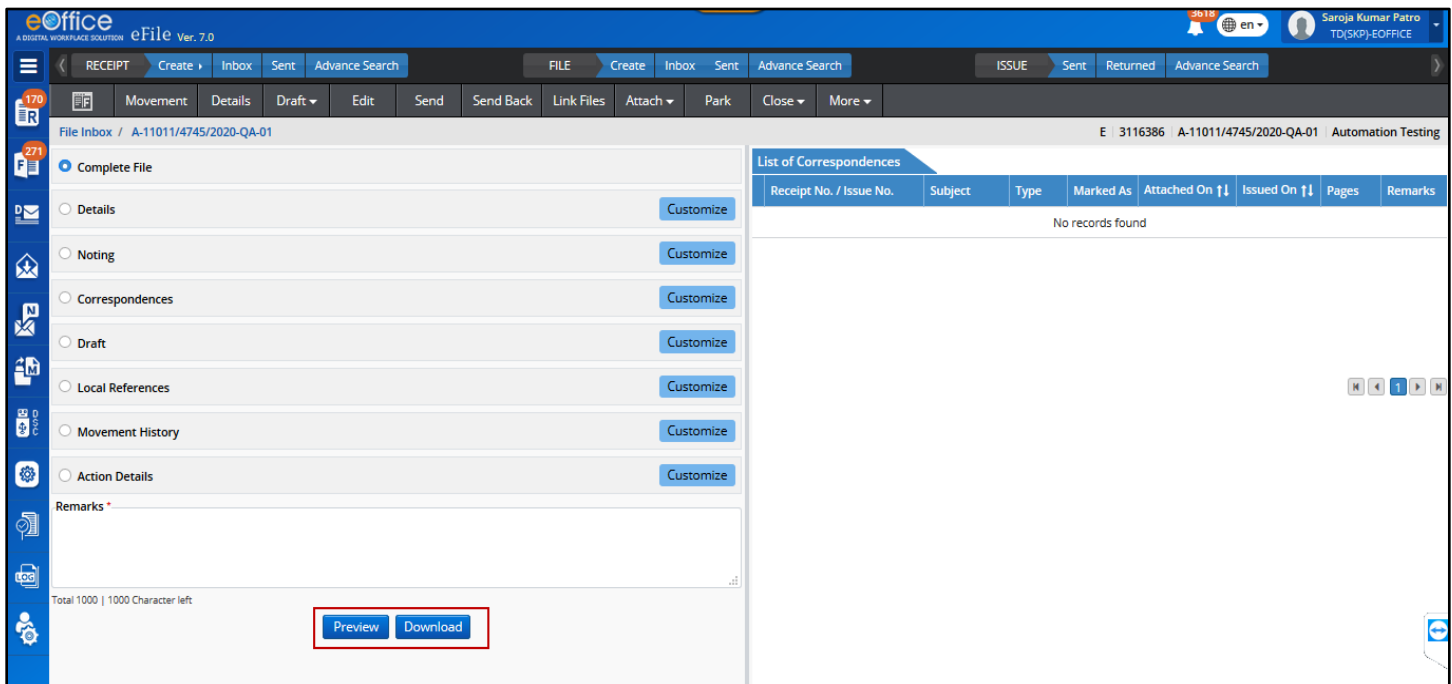 eOffice
A DIGITAL WORKPLACE SOLUTION eFile Ver. 7.0
3618 en Saroja Kumar Patro
TD(SKP)-EOFFICE
RECEIPT Create Inbox Sent Advance Search FILE Create Inbox Sent Advance Search ISSUE Sent Returned Advance Search
170 R
Movement Details Draft Edit Send Send Back Link Files Attach Park Close More
File Inbox / A-11011/4745/2020-QA-01 E 3116386 A-11011/4745/2020-QA-01 Automation Testing
271 F
Complete File
List of Correspondences
Receipt No. / Issue No. Subject Type Marked As Attached On Issued On Pages Remarks
D
Details Customize
No records found
Noting Customize
Correspondences Customize
N
Draft Customize
M
Local References Customize
1
DSC
Movement History Customize
Action Details Customize
Remarks *
LOG
Total 1000 | 1000 Character left
Preview Download